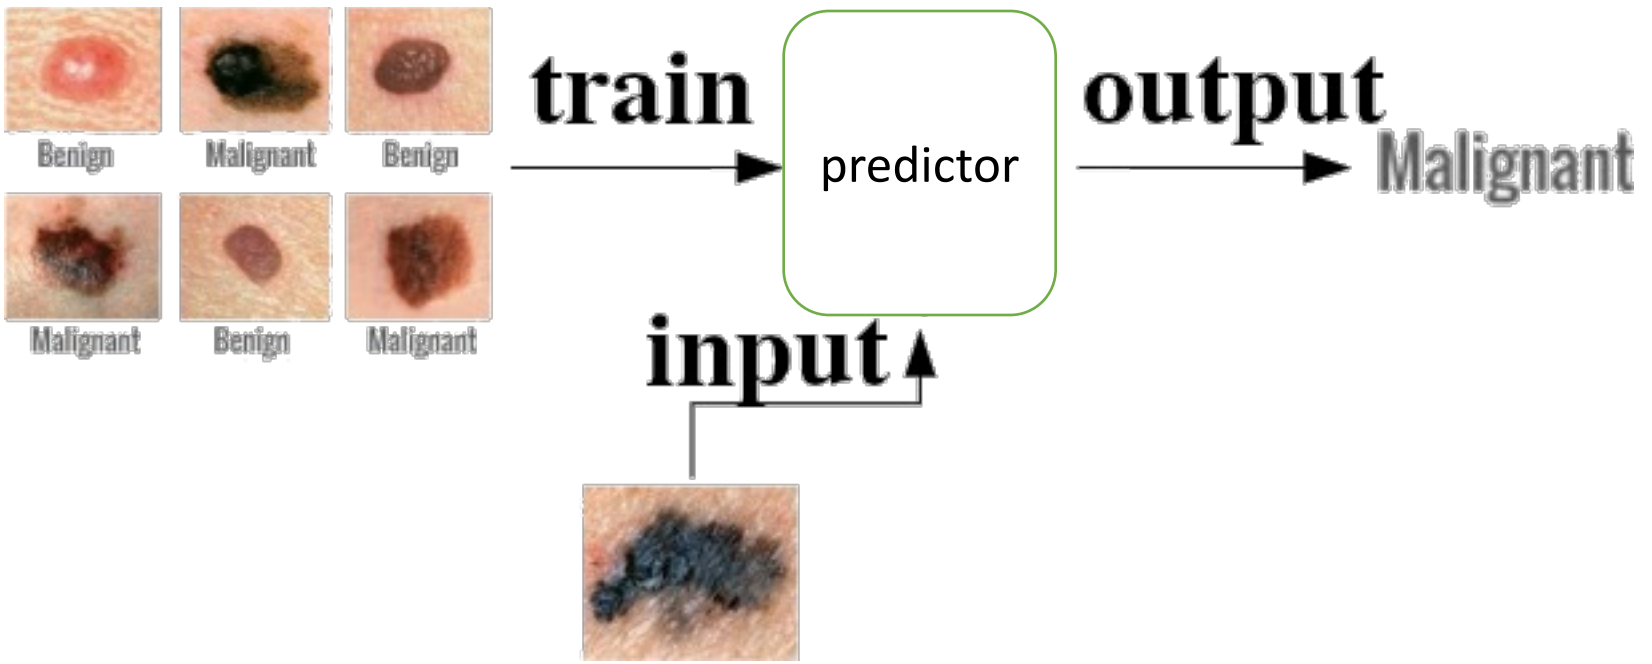 Benign
Malignant
Benign
Malignant
Benign
Malignant
train
predictor
output
Malignant
input